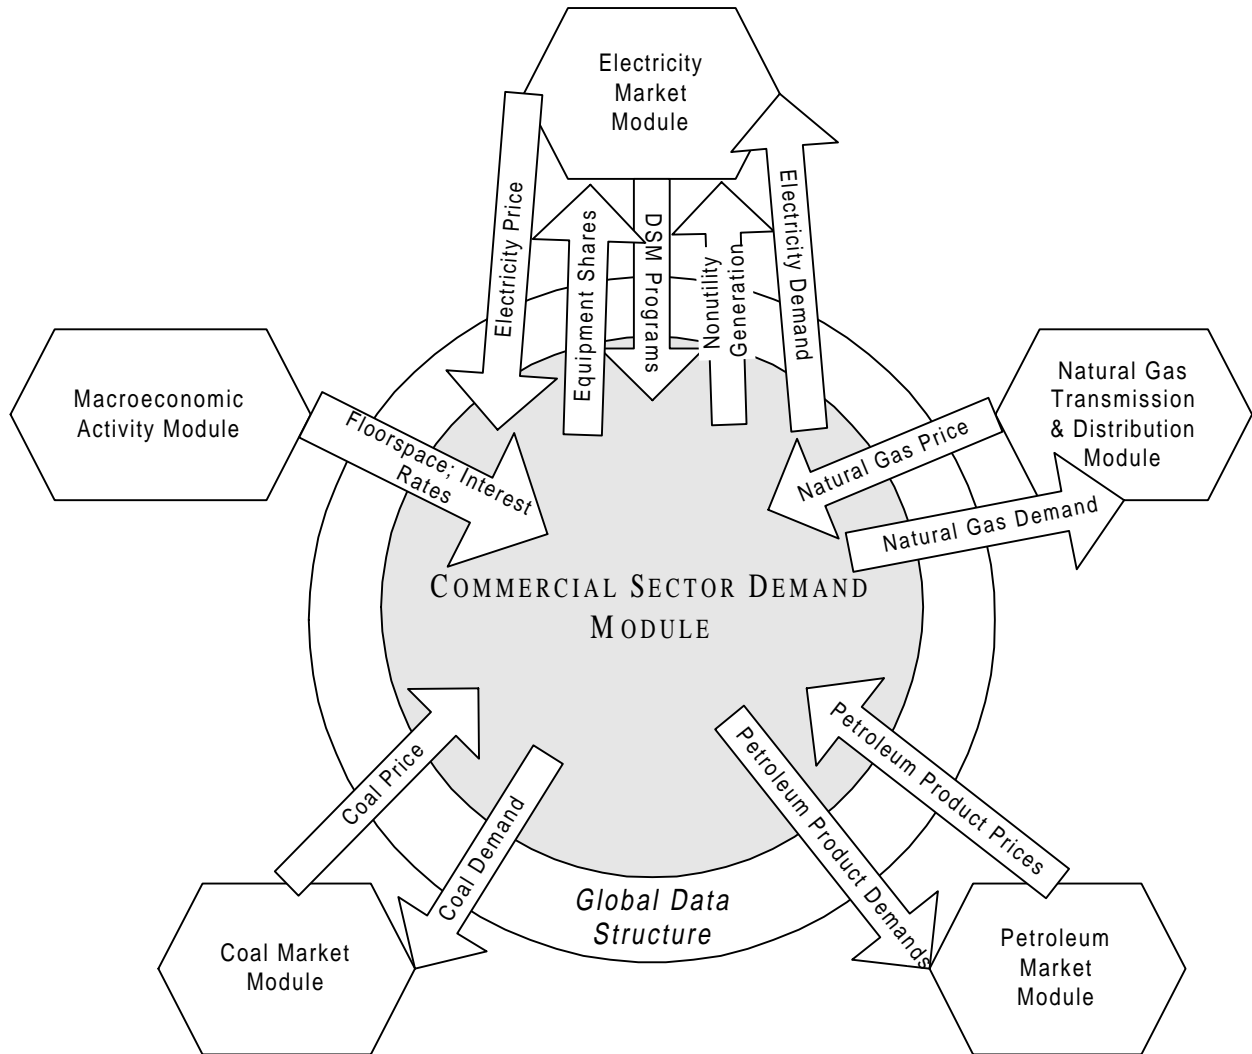 Electricity
Market
Module
Electricity Price
Equipment Shares
DSM Programs
Nonutility
Generation
Electricity Demand
Macroeconomic
Activity Module
Floorspace; Interest
Rates
Natural Gas
Transmission
& Distribution
Module
Natural Gas Price
Natural Gas Demand
COMMERCIAL SECTOR DEMAND
MODULE
Coal Price
Coal Demand
Petroleum Product Demands
Petroleum Product Prices
Global Data
Structure
Coal Market
Module
Petroleum
Market
Module